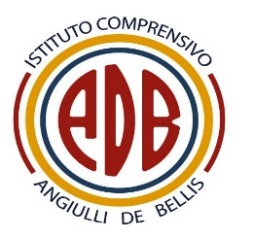 ISTITUTO COMPRENSIVO
ADB
ANGIULLI DE BELLIS